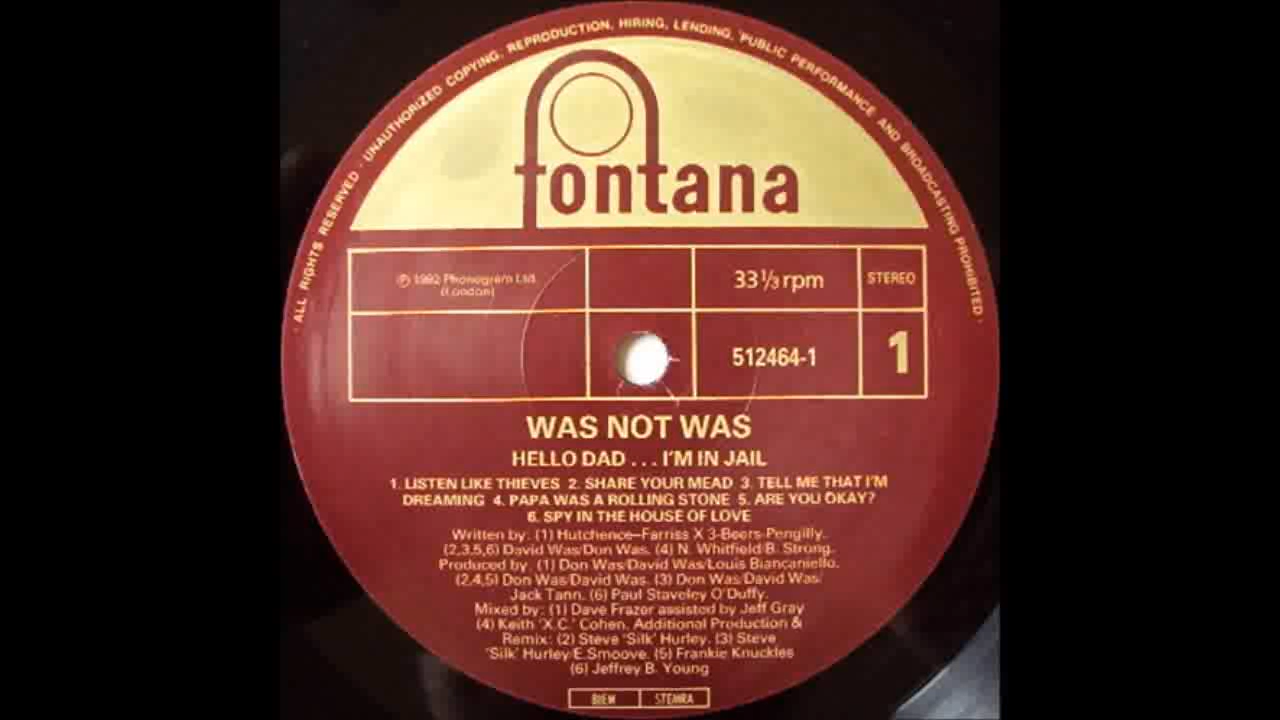 · ALL RIGHTS RESERVED · UNAUTHORIZED COPYING, REPRODUCTION, HIRING, LENDING, PUBLIC PERFORMANCE AND BROADCASTING PROHIBITED ·
fontana
℗ 1992 Phonogram Ltd.
(London)
33 1/3 rpm
STEREO
512464-1
1
WAS NOT WAS
HELLO DAD . . . I'M IN JAIL
1. LISTEN LIKE THIEVES 2. SHARE YOUR MEAD 3. TELL ME THAT I'M
DREAMING 4. PAPA WAS A ROLLING STONE 5. ARE YOU OKAY?
6. SPY IN THE HOUSE OF LOVE
Written by: (1) Hutchence–Farriss X 3-Beers-Pengilly.
(2,3,5,6) David Was/Don Was. (4) N. Whitfield B. Strong.
Produced by: (1) Don Was/David Was/Louis Biancaniello.
(2,4,5) Don Was/David Was. (3) Don Was/David Was/
Jack Tann. (6) Paul Staveley O'Duffy.
Mixed by: (1) Dave Frazer assisted by Jeff Gray
(4) Keith 'X.C.' Cohen. Additional Production &
Remix: (2) Steve 'Silk' Hurley. (3) Steve
'Silk' Hurley/E.Smoove. (5) Frankie Knuckles
(6) Jeffrey B. Young
BIEM STEMRA